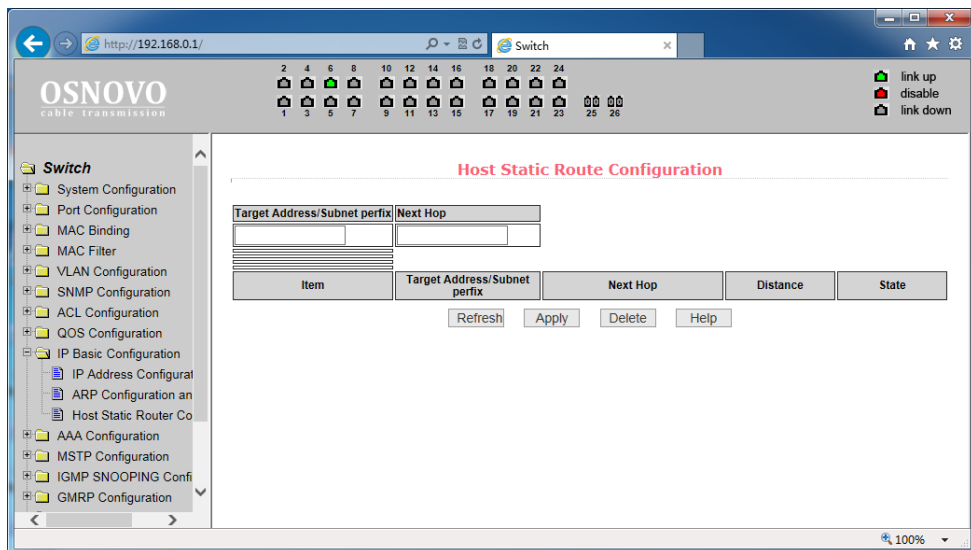 http://192.168.0.1/
Switch
OSNOVO
cable transmission
2 4 6 8 10 12 14 16 18 20 22 24
1 3 5 7 9 11 13 15 17 19 21 23 25 26
link up
disable
link down
Switch
System Configuration
Port Configuration
MAC Binding
MAC Filter
VLAN Configuration
SNMP Configuration
ACL Configuration
QOS Configuration
IP Basic Configuration
IP Address Configurat
ARP Configuration an
Host Static Router Co
AAA Configuration
MSTP Configuration
IGMP SNOOPING Confi
GMRP Configuration
Host Static Route Configuration
Target Address/Subnet perfix Next Hop
Item Target Address/Subnet perfix Next Hop Distance State
Refresh Apply Delete Help
100%